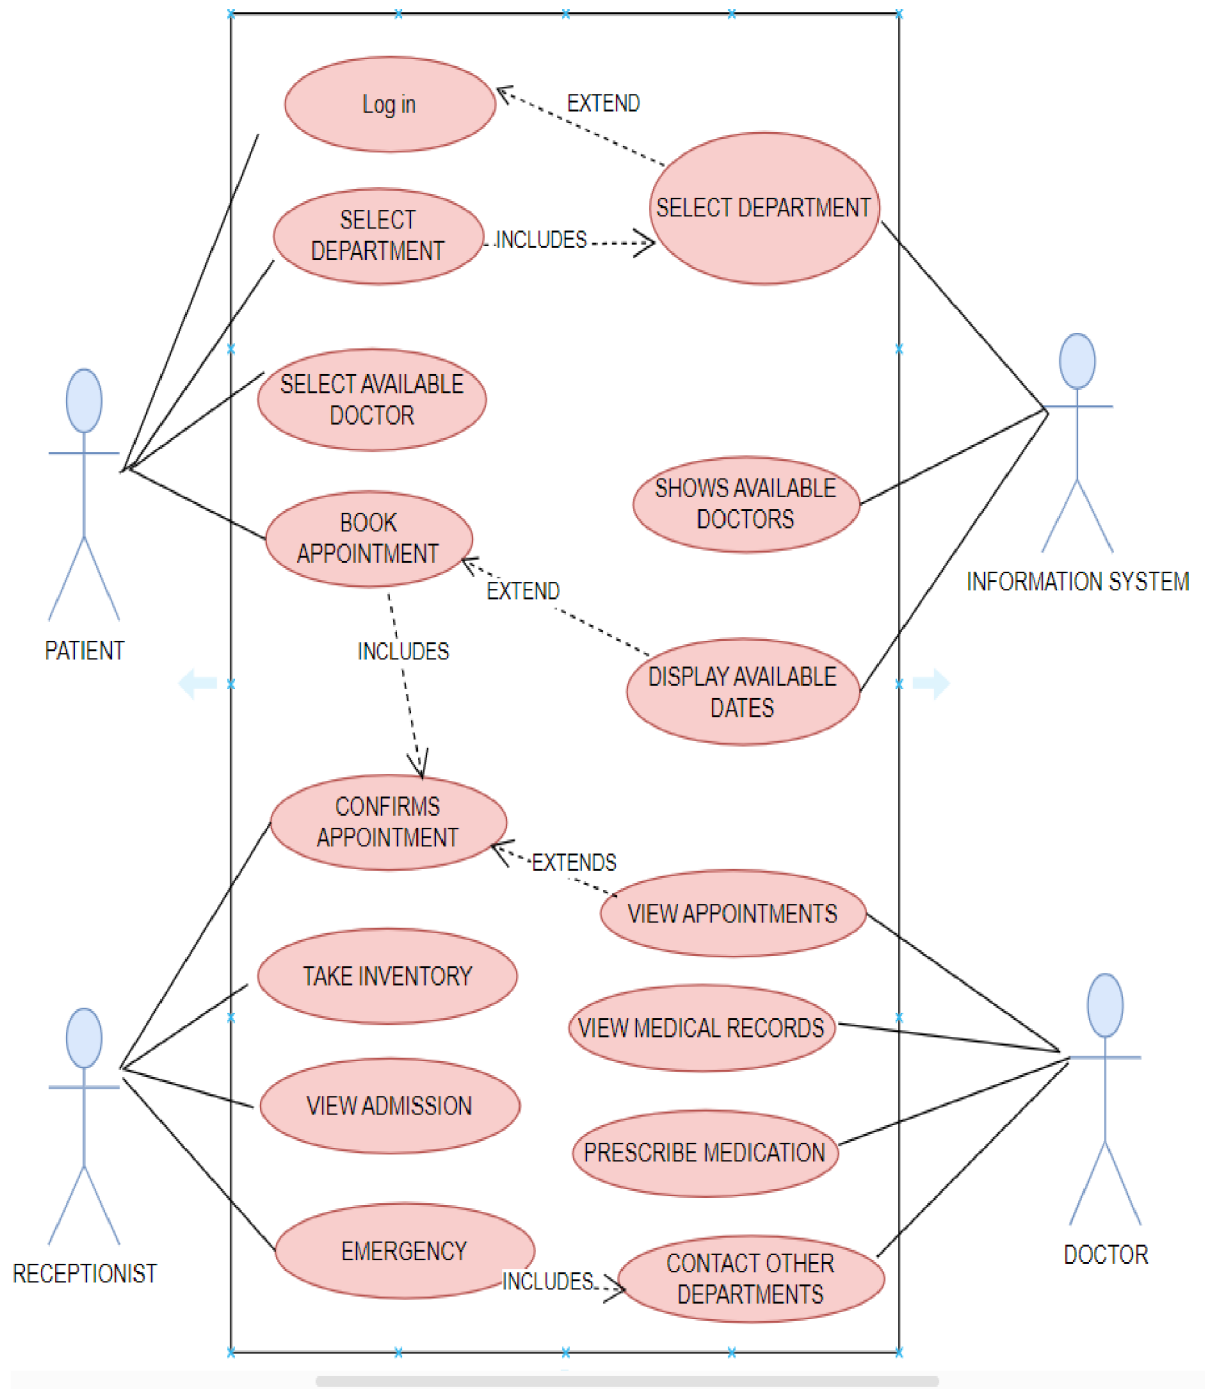 Log in
EXTEND
SELECT DEPARTMENT
SELECT
DEPARTMENT
INCLUDES
SELECT AVAILABLE
DOCTOR
SHOWS AVAILABLE
DOCTORS
BOOK
APPOINTMENT
EXTEND
INFORMATION SYSTEM
PATIENT
INCLUDES
DISPLAY AVAILABLE
DATES
CONFIRMS
APPOINTMENT
EXTENDS
VIEW APPOINTMENTS
TAKE INVENTORY
VIEW MEDICAL RECORDS
VIEW ADMISSION
PRESCRIBE MEDICATION
EMERGENCY
RECEPTIONIST
INCLUDES
CONTACT OTHER
DEPARTMENTS
DOCTOR